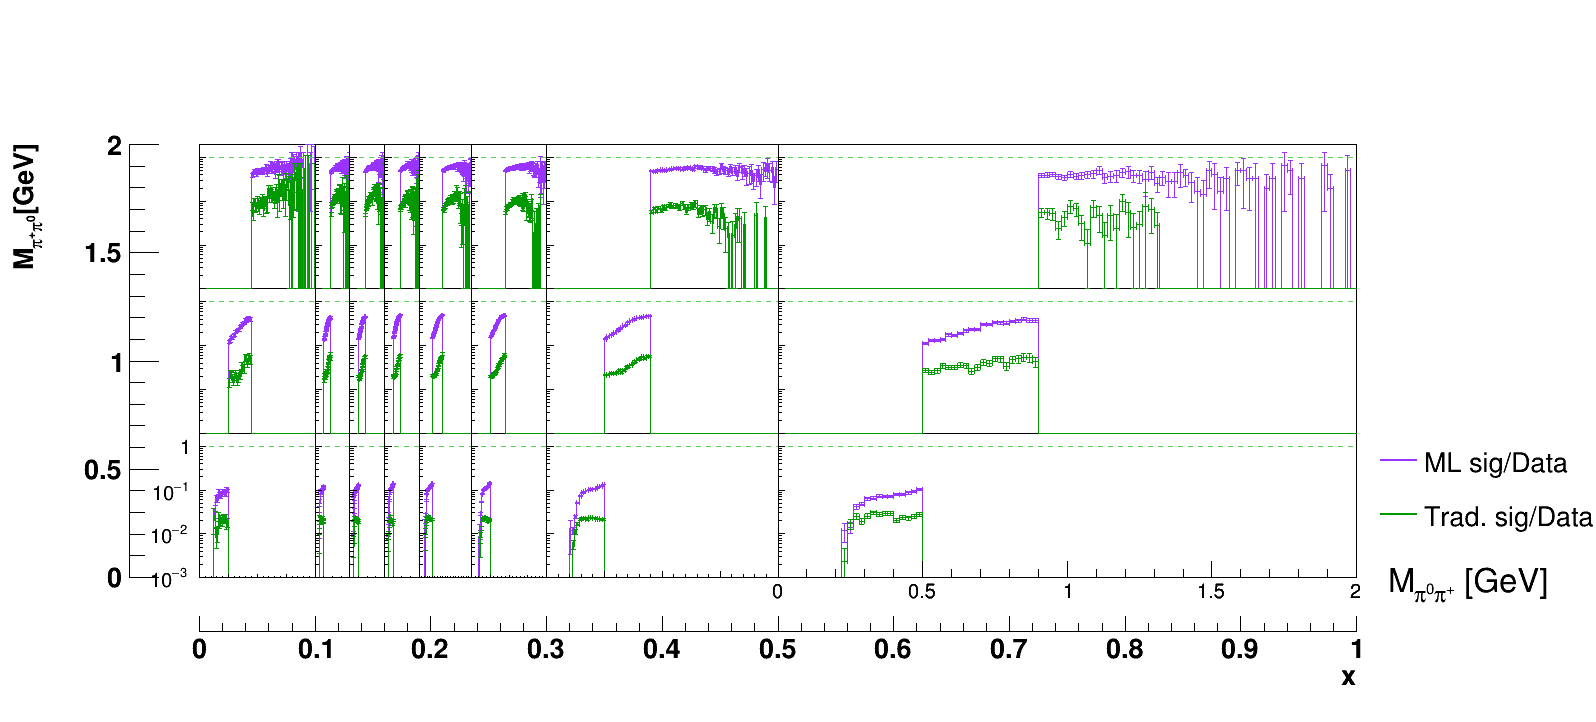 M_{π⁺π⁰}[GeV]
2
1.5
1
0.5
0
1
10⁻¹
10⁻²
10⁻³
ML sig/Data
Trad. sig/Data
0 0.5 1 1.5 2
M_{π⁰π⁺} [GeV]
0 0.1 0.2 0.3 0.4 0.5 0.6 0.7 0.8 0.9 1
x